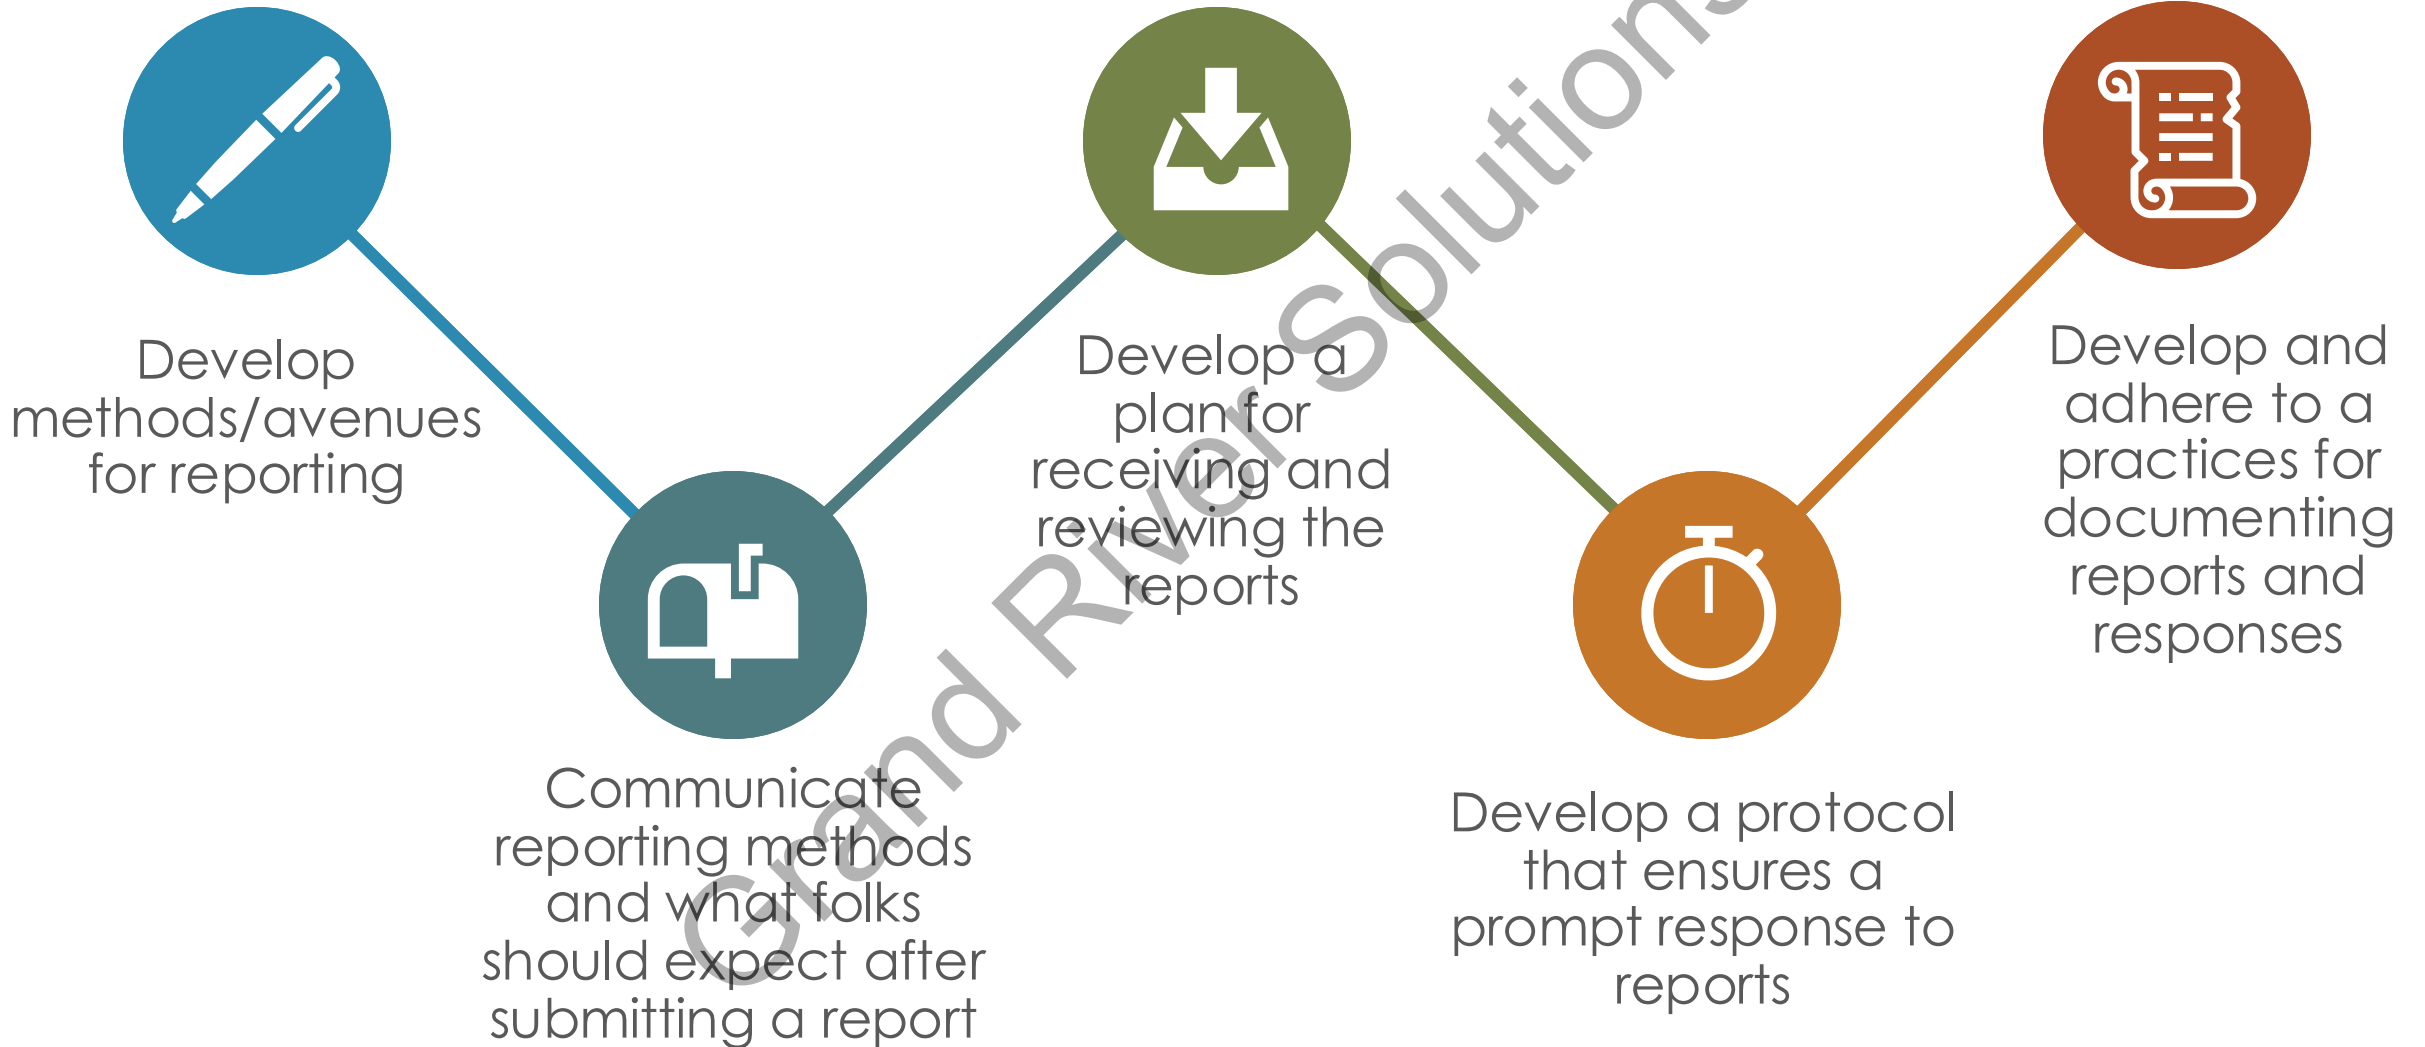 Develop
methods/avenues
for reporting
Communicate
reporting methods
and what folks
should expect after
submitting a report
Develop a
plan for
receiving and
reviewing the
reports
Develop a protocol
that ensures a
prompt response to
reports
Develop and
adhere to a
practices for
documenting
reports and
responses
Grand River Solutions